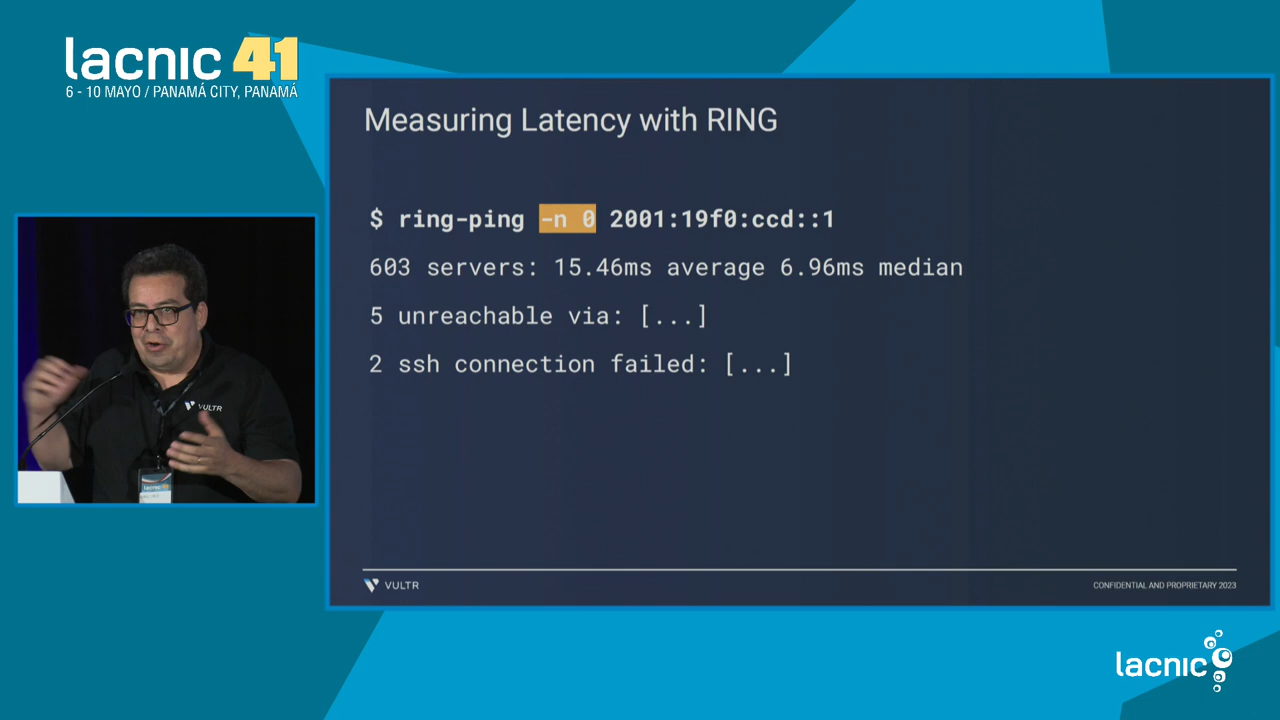 lacnic 41
6 - 10 MAYO / PANAMÁ CITY, PANAMÁ
Measuring Latency with RING
$ ring-ping -n 0 2001:19f0:ccd::1
603 servers: 15.46ms average 6.96ms median
5 unreachable via: [...]
2 ssh connection failed: [...]
VULTR
lacnic
VULTR
CONFIDENTIAL AND PROPRIETARY 2023
lacnic